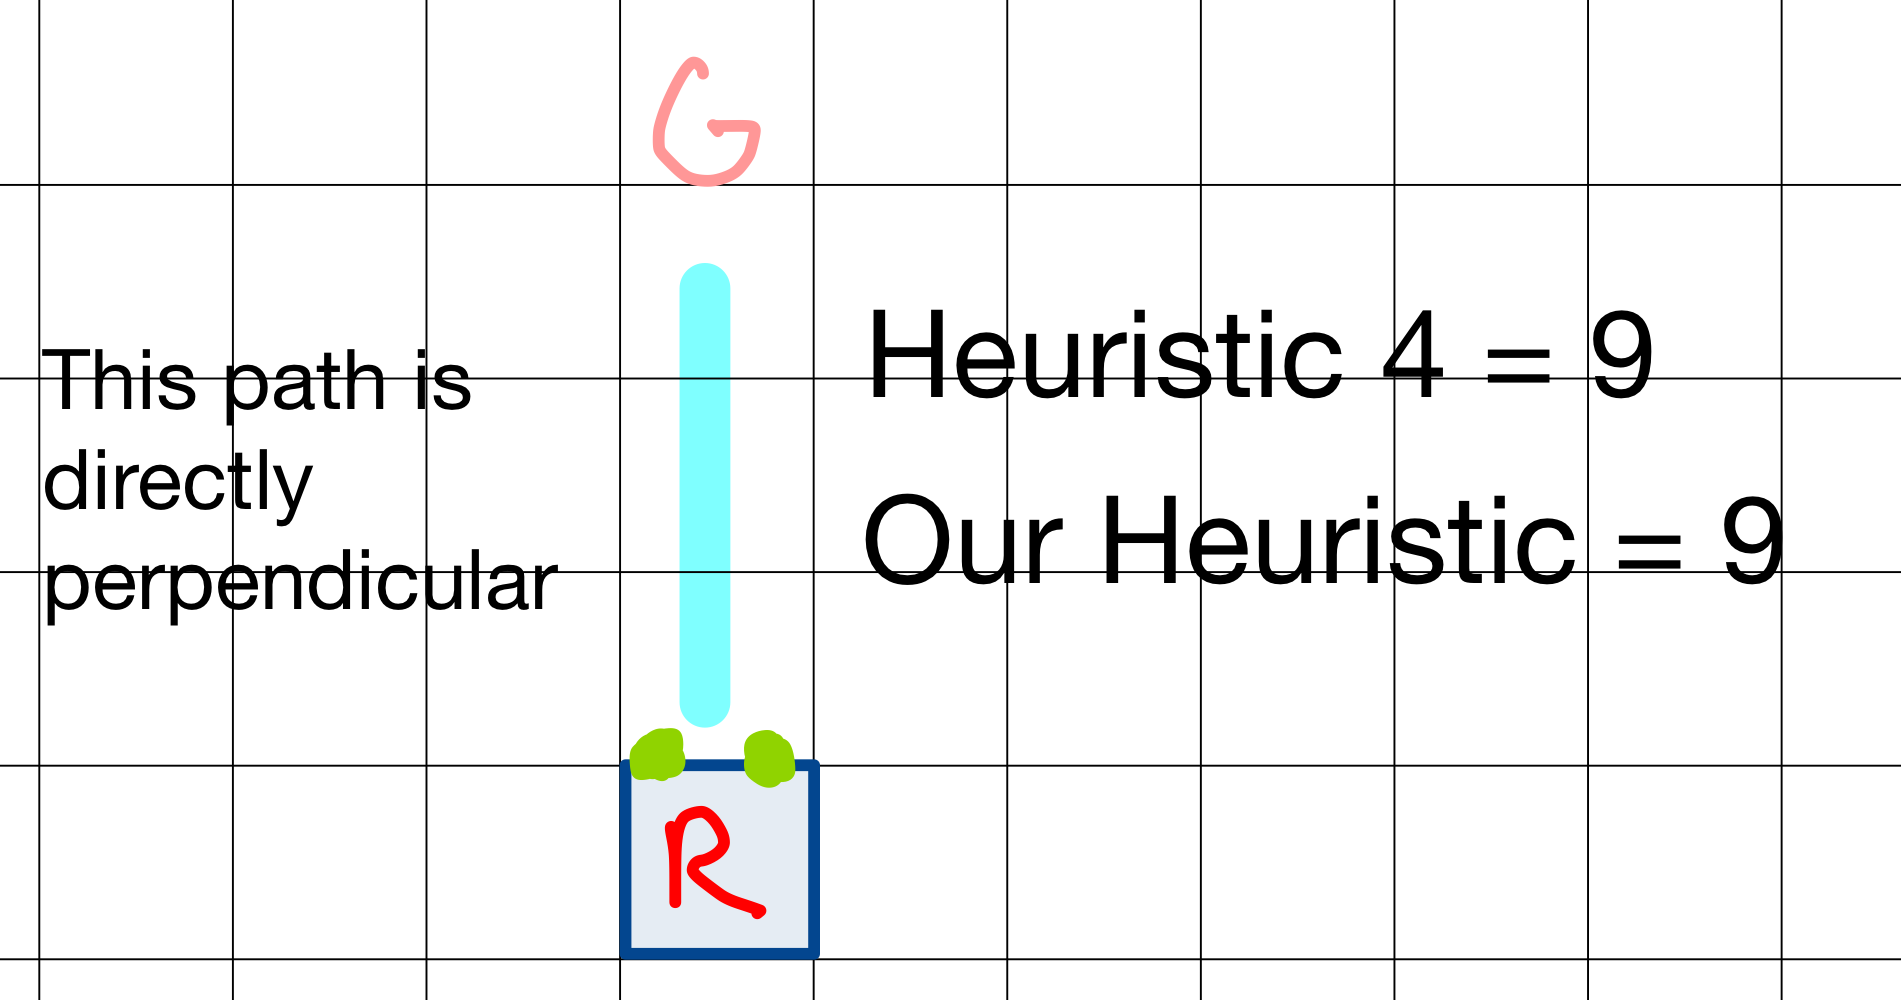 G
This path is
directly
perpendicular
Heuristic 4 = 9
Our Heuristic = 9
R